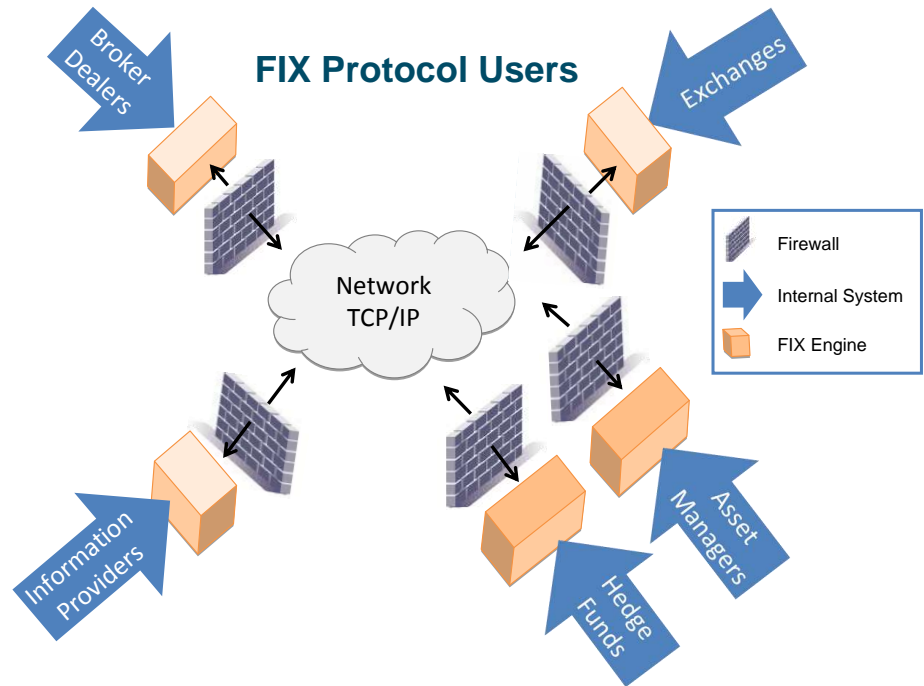 FIX Protocol Users
Broker
Dealers
Exchanges
Network
TCP/IP
Firewall
Internal System
FIX Engine
Information
Providers
Hedge
Funds
Asset
Managers